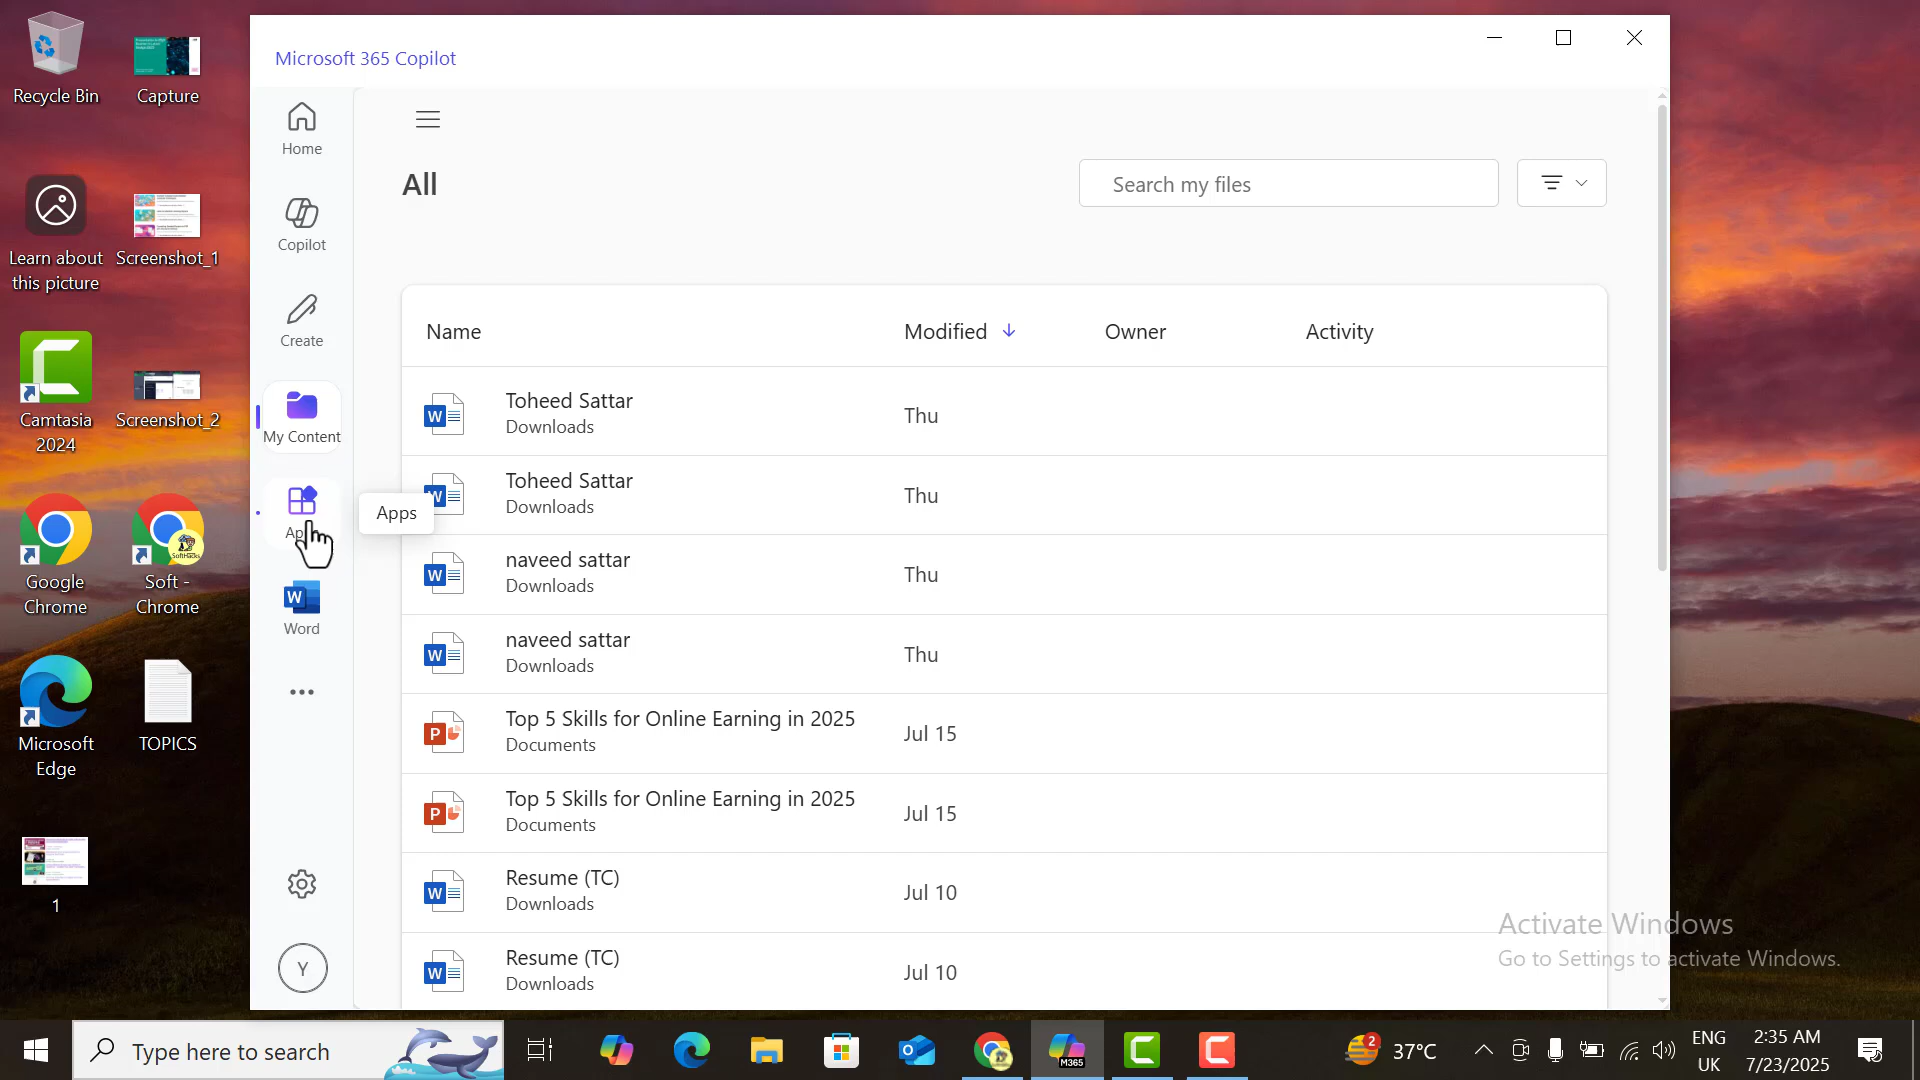 Recycle Bin
Capture
Learn about
this picture
Screenshot_1
Camtasia
2024
Screenshot_2
Google
Chrome
Soft -
Chrome
SoftHacks
Microsoft
Edge
TOPICS
1
Microsoft 365 Copilot
Home
Copilot
Create
My Content
Apps
Word
Y
All
Search my files
Name
Modified
Owner
Activity
W
Toheed Sattar
Downloads
Thu
W
Toheed Sattar
Downloads
Thu
W
naveed sattar
Downloads
Thu
W
naveed sattar
Downloads
Thu
P
Top 5 Skills for Online Earning in 2025
Documents
Jul 15
P
Top 5 Skills for Online Earning in 2025
Documents
Jul 15
W
Resume (TC)
Downloads
Jul 10
W
Resume (TC)
Downloads
Jul 10
Activate Windows
Go to Settings to activate Windows.
Type here to search
M365
2
37°C
ENG
UK
2:35 AM
7/23/2025